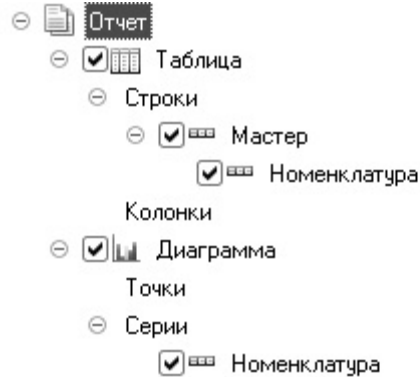 Отчет
Таблица
Строки
Мастер
Номенклатура
Колонки
Диаграмма
Точки
Серии
Номенклатура